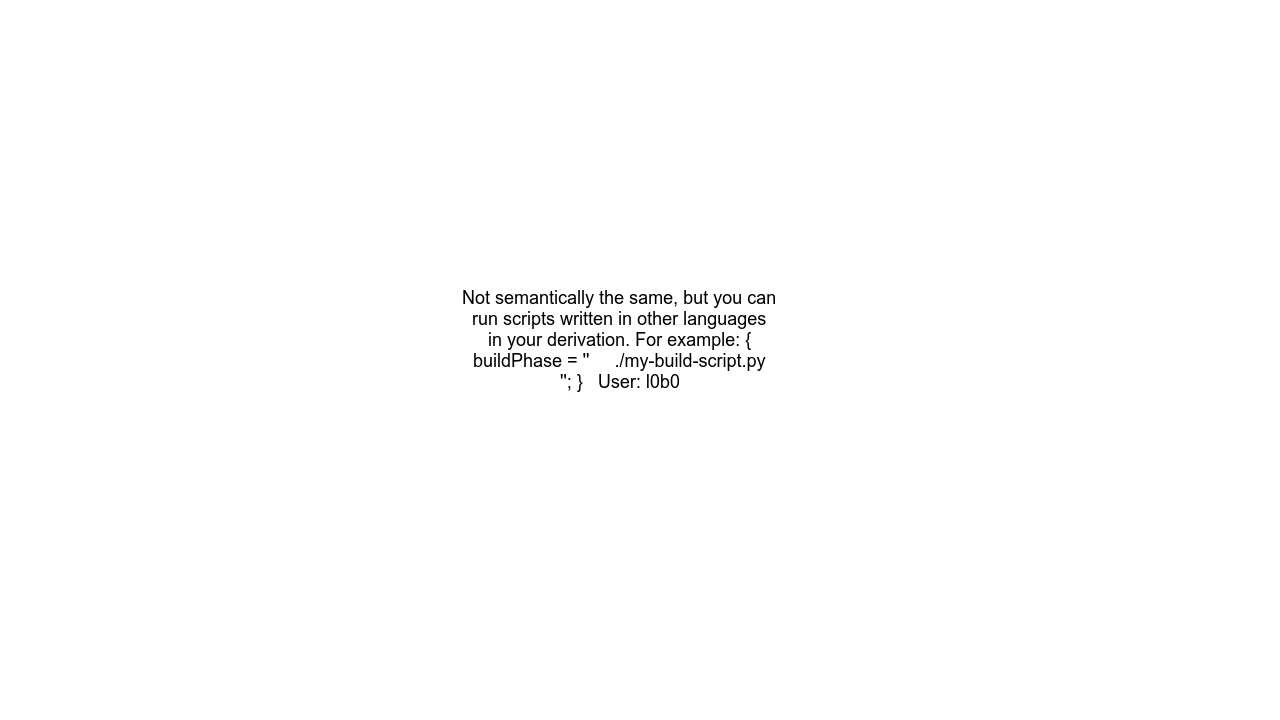 Not semantically the same, but you can
run scripts written in other languages
in your derivation. For example: {
buildPhase = ''     ./my-build-script.py
''; }   User: l0b0